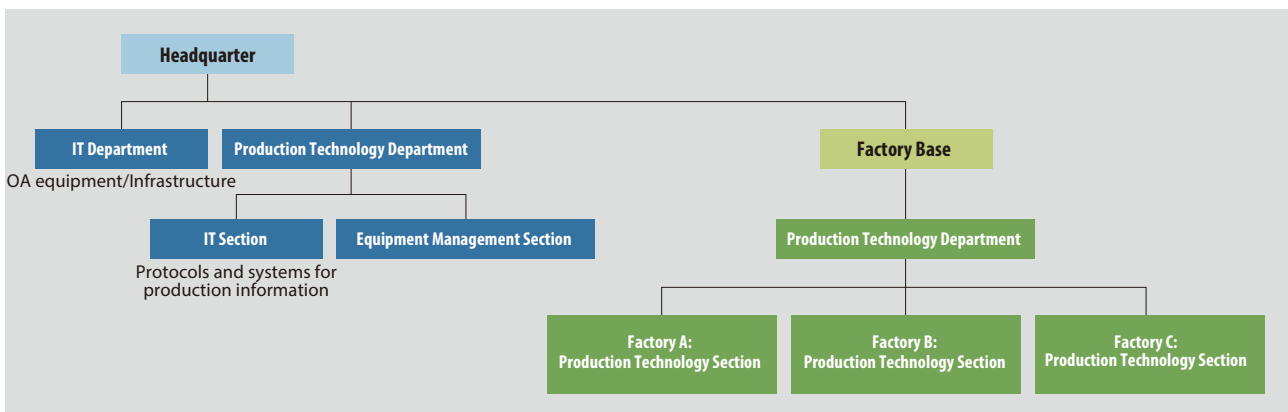 Headquarter
IT Department
Production Technology Department
Factory Base
OA equipment/Infrastructure
IT Section
Equipment Management Section
Production Technology Department
Protocols and systems for
production information
Factory A:
Production Technology Section
Factory B:
Production Technology Section
Factory C:
Production Technology Section